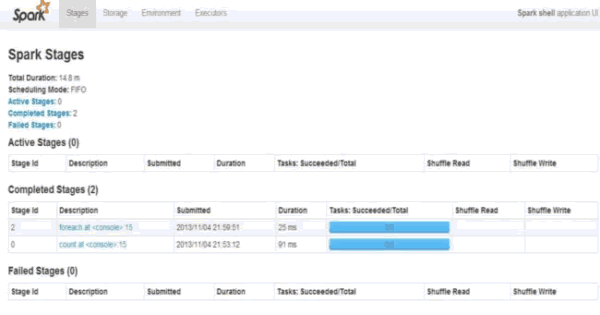 Spark Stages Storage Environment Executors Spark shell application UI
Spark Stages
Total Duration: 14.8 m
Scheduling Mode: FIFO
Active Stages: 0
Completed Stages: 2
Failed Stages: 0
Active Stages (0)
Stage Id Description Submitted Duration Tasks: Succeeded/Total Shuffle Read Shuffle Write
Completed Stages (2)
Stage Id Description Submitted Duration Tasks: Succeeded/Total Shuffle Read Shuffle Write
2 foreach at <console>:15 2013/11/04 21:59:51 25 ms
0 count at <console>:15 2013/11/04 21:53:12 91 ms
Failed Stages (0)
Stage Id Description Submitted Duration Tasks: Succeeded/Total Shuffle Read Shuffle Write